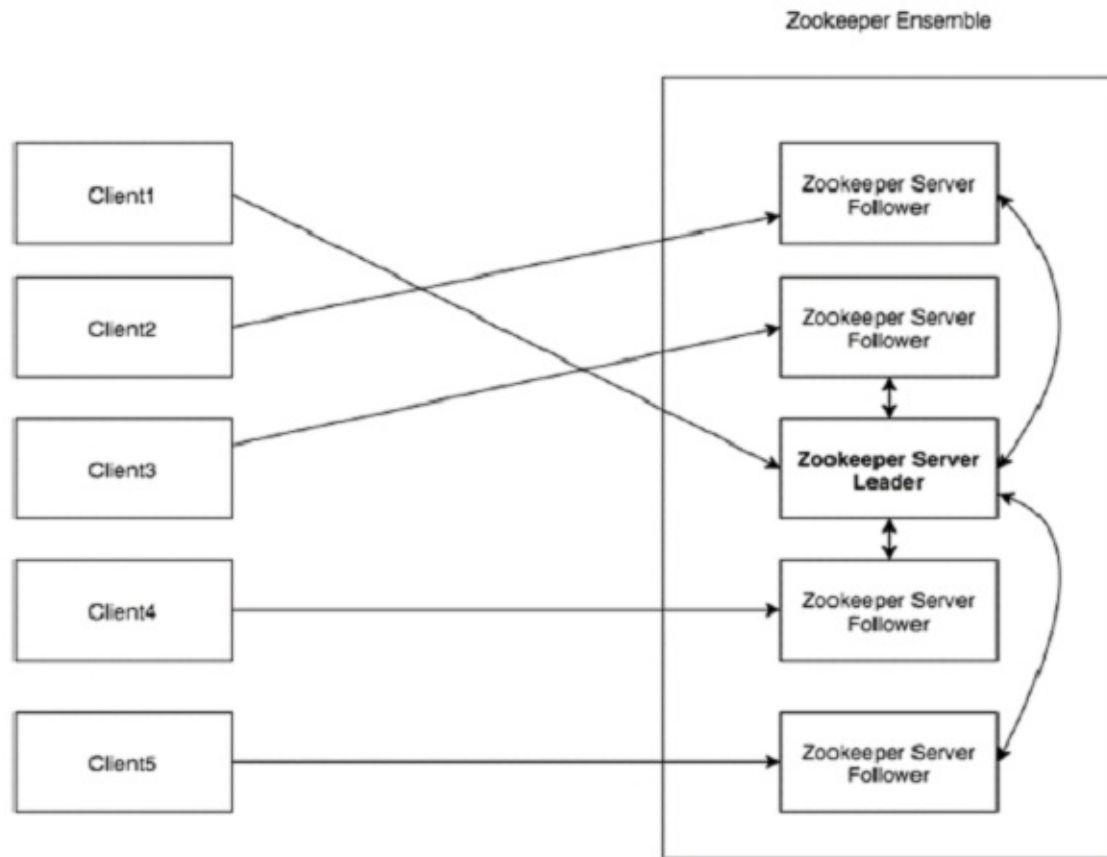 Zookeeper Ensemble
Client1
Zookeeper Server
Follower
Client2
Zookeeper Server
Follower
Client3
Zookeeper Server
Leader
Client4
Zookeeper Server
Follower
Client5
Zookeeper Server
Follower